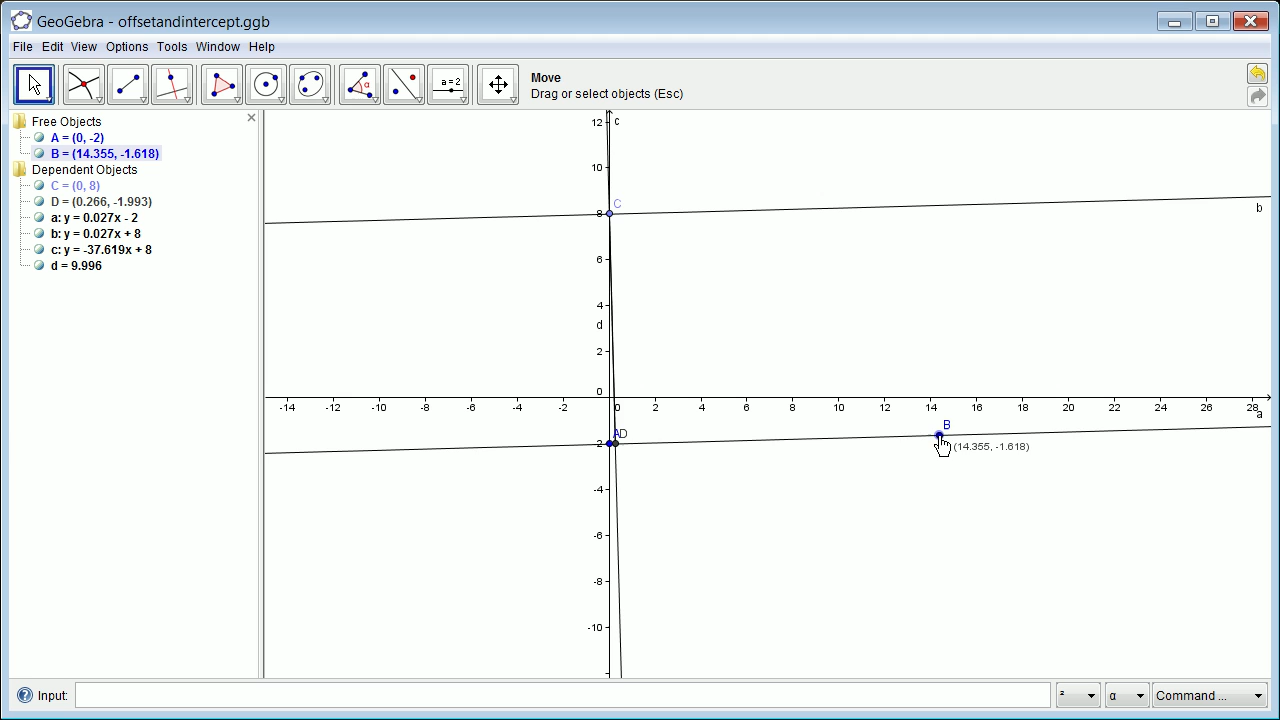 GeoGebra - offsetandintercept.ggb
File Edit View Options Tools Window Help
a=2
α
Move
Drag or select objects (Esc)
Free Objects
A = (0, -2)
B = (14.355, -1.618)
Dependent Objects
C = (0, 8)
D = (0.266, -1.993)
a: y = 0.027x - 2
b: y = 0.027x + 8
c: y = -37.619x + 8
d = 9.996
12
c
10
C
8
b
6
4
d
2
0
-14 -12 -10 -8 -6 -4 -2 0 2 4 6 8 10 12 14 16 18 20 22 24 26 28
a
B
A D
-2
(14.355, -1.618)
-4
-6
-8
-10
Input:
²
α
Command ...